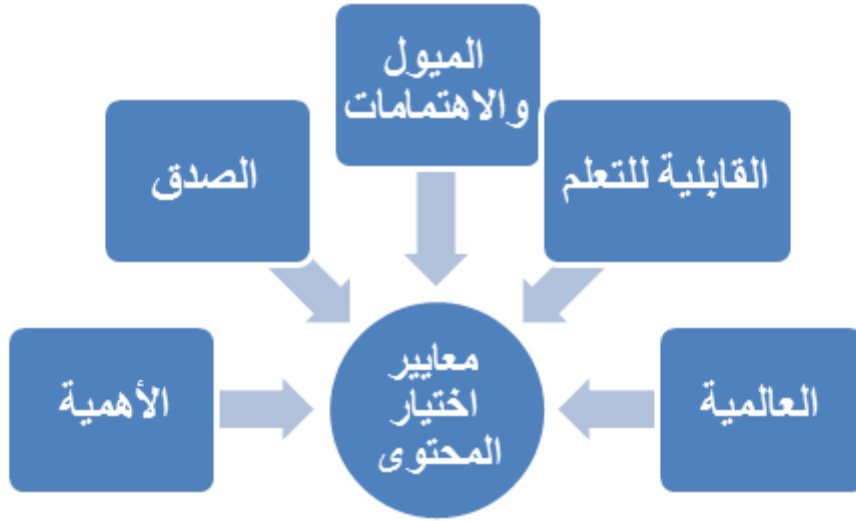 الميول
والاهتمامات
القابلية للتعلم
الصدق
معايير
اختيار
المحتوى
العالمية
الأهمية